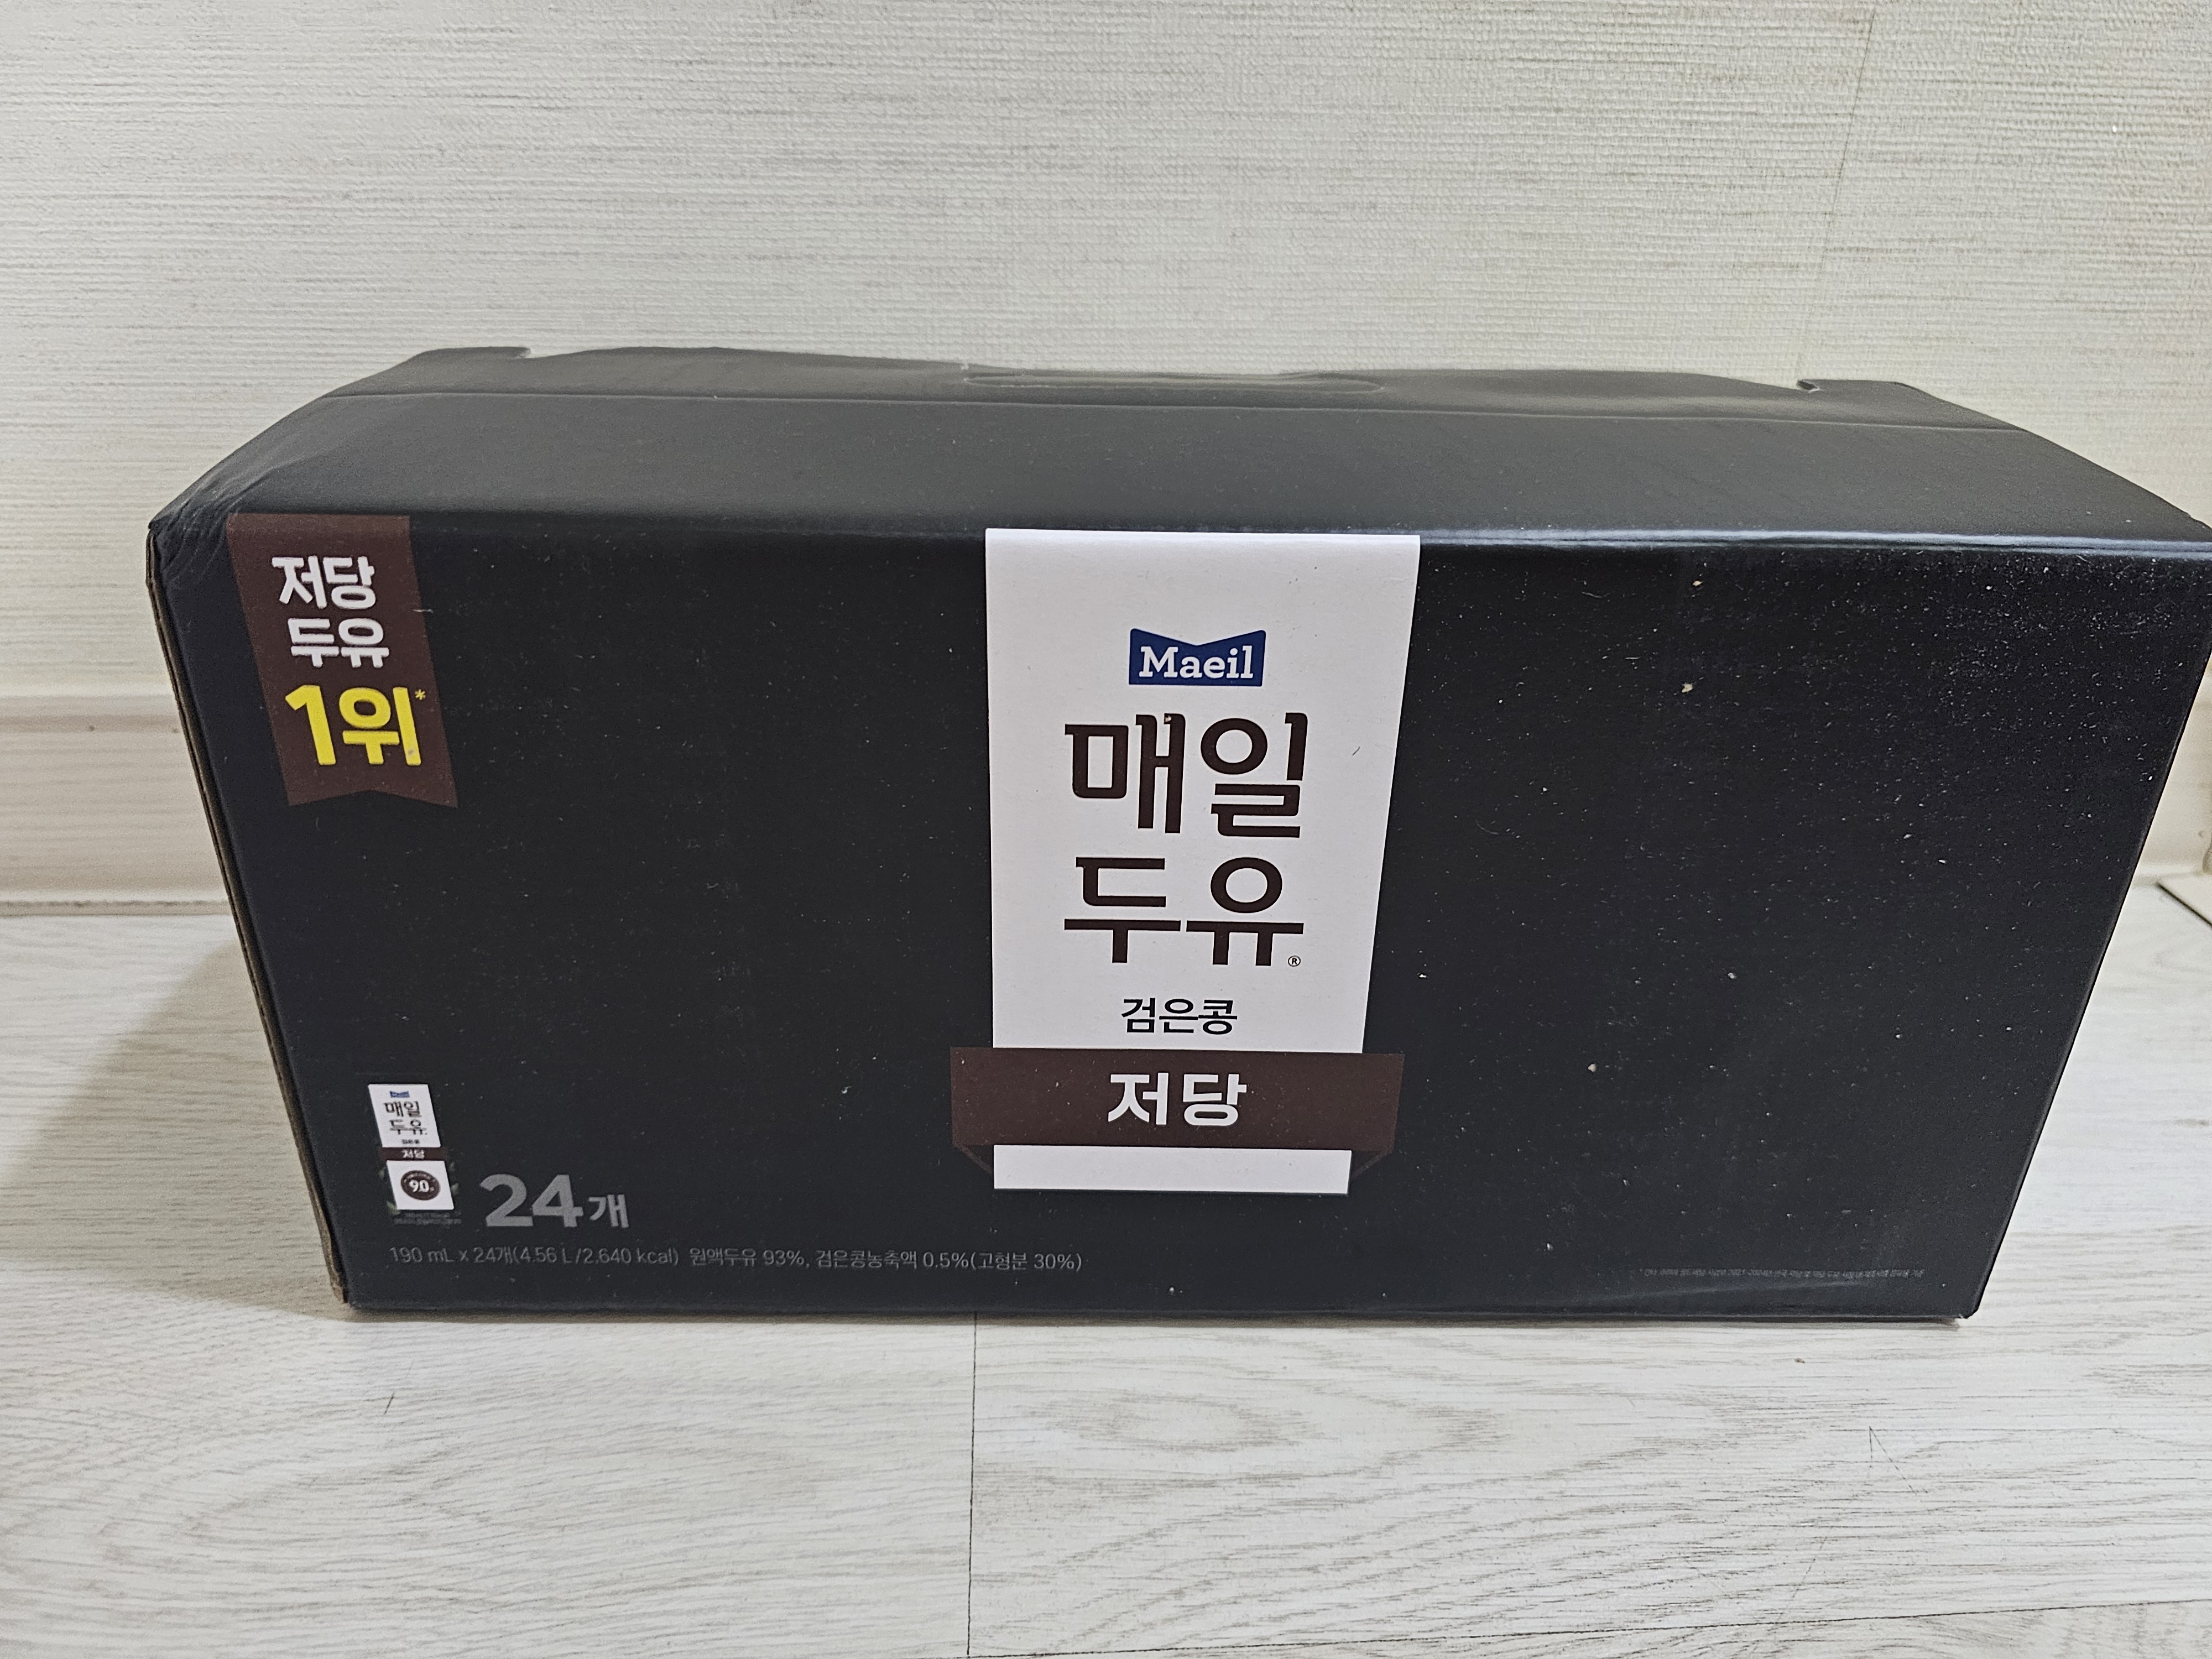 저당
두유
1위*
Maeil
매일
두유®
검은콩
저당
매일
두유
저당
9.0
24개
190 mL x 24개(4.56 L/2,640 kcal) 원액두유 93%, 검은콩농축액 0.5%(고형분 30%)